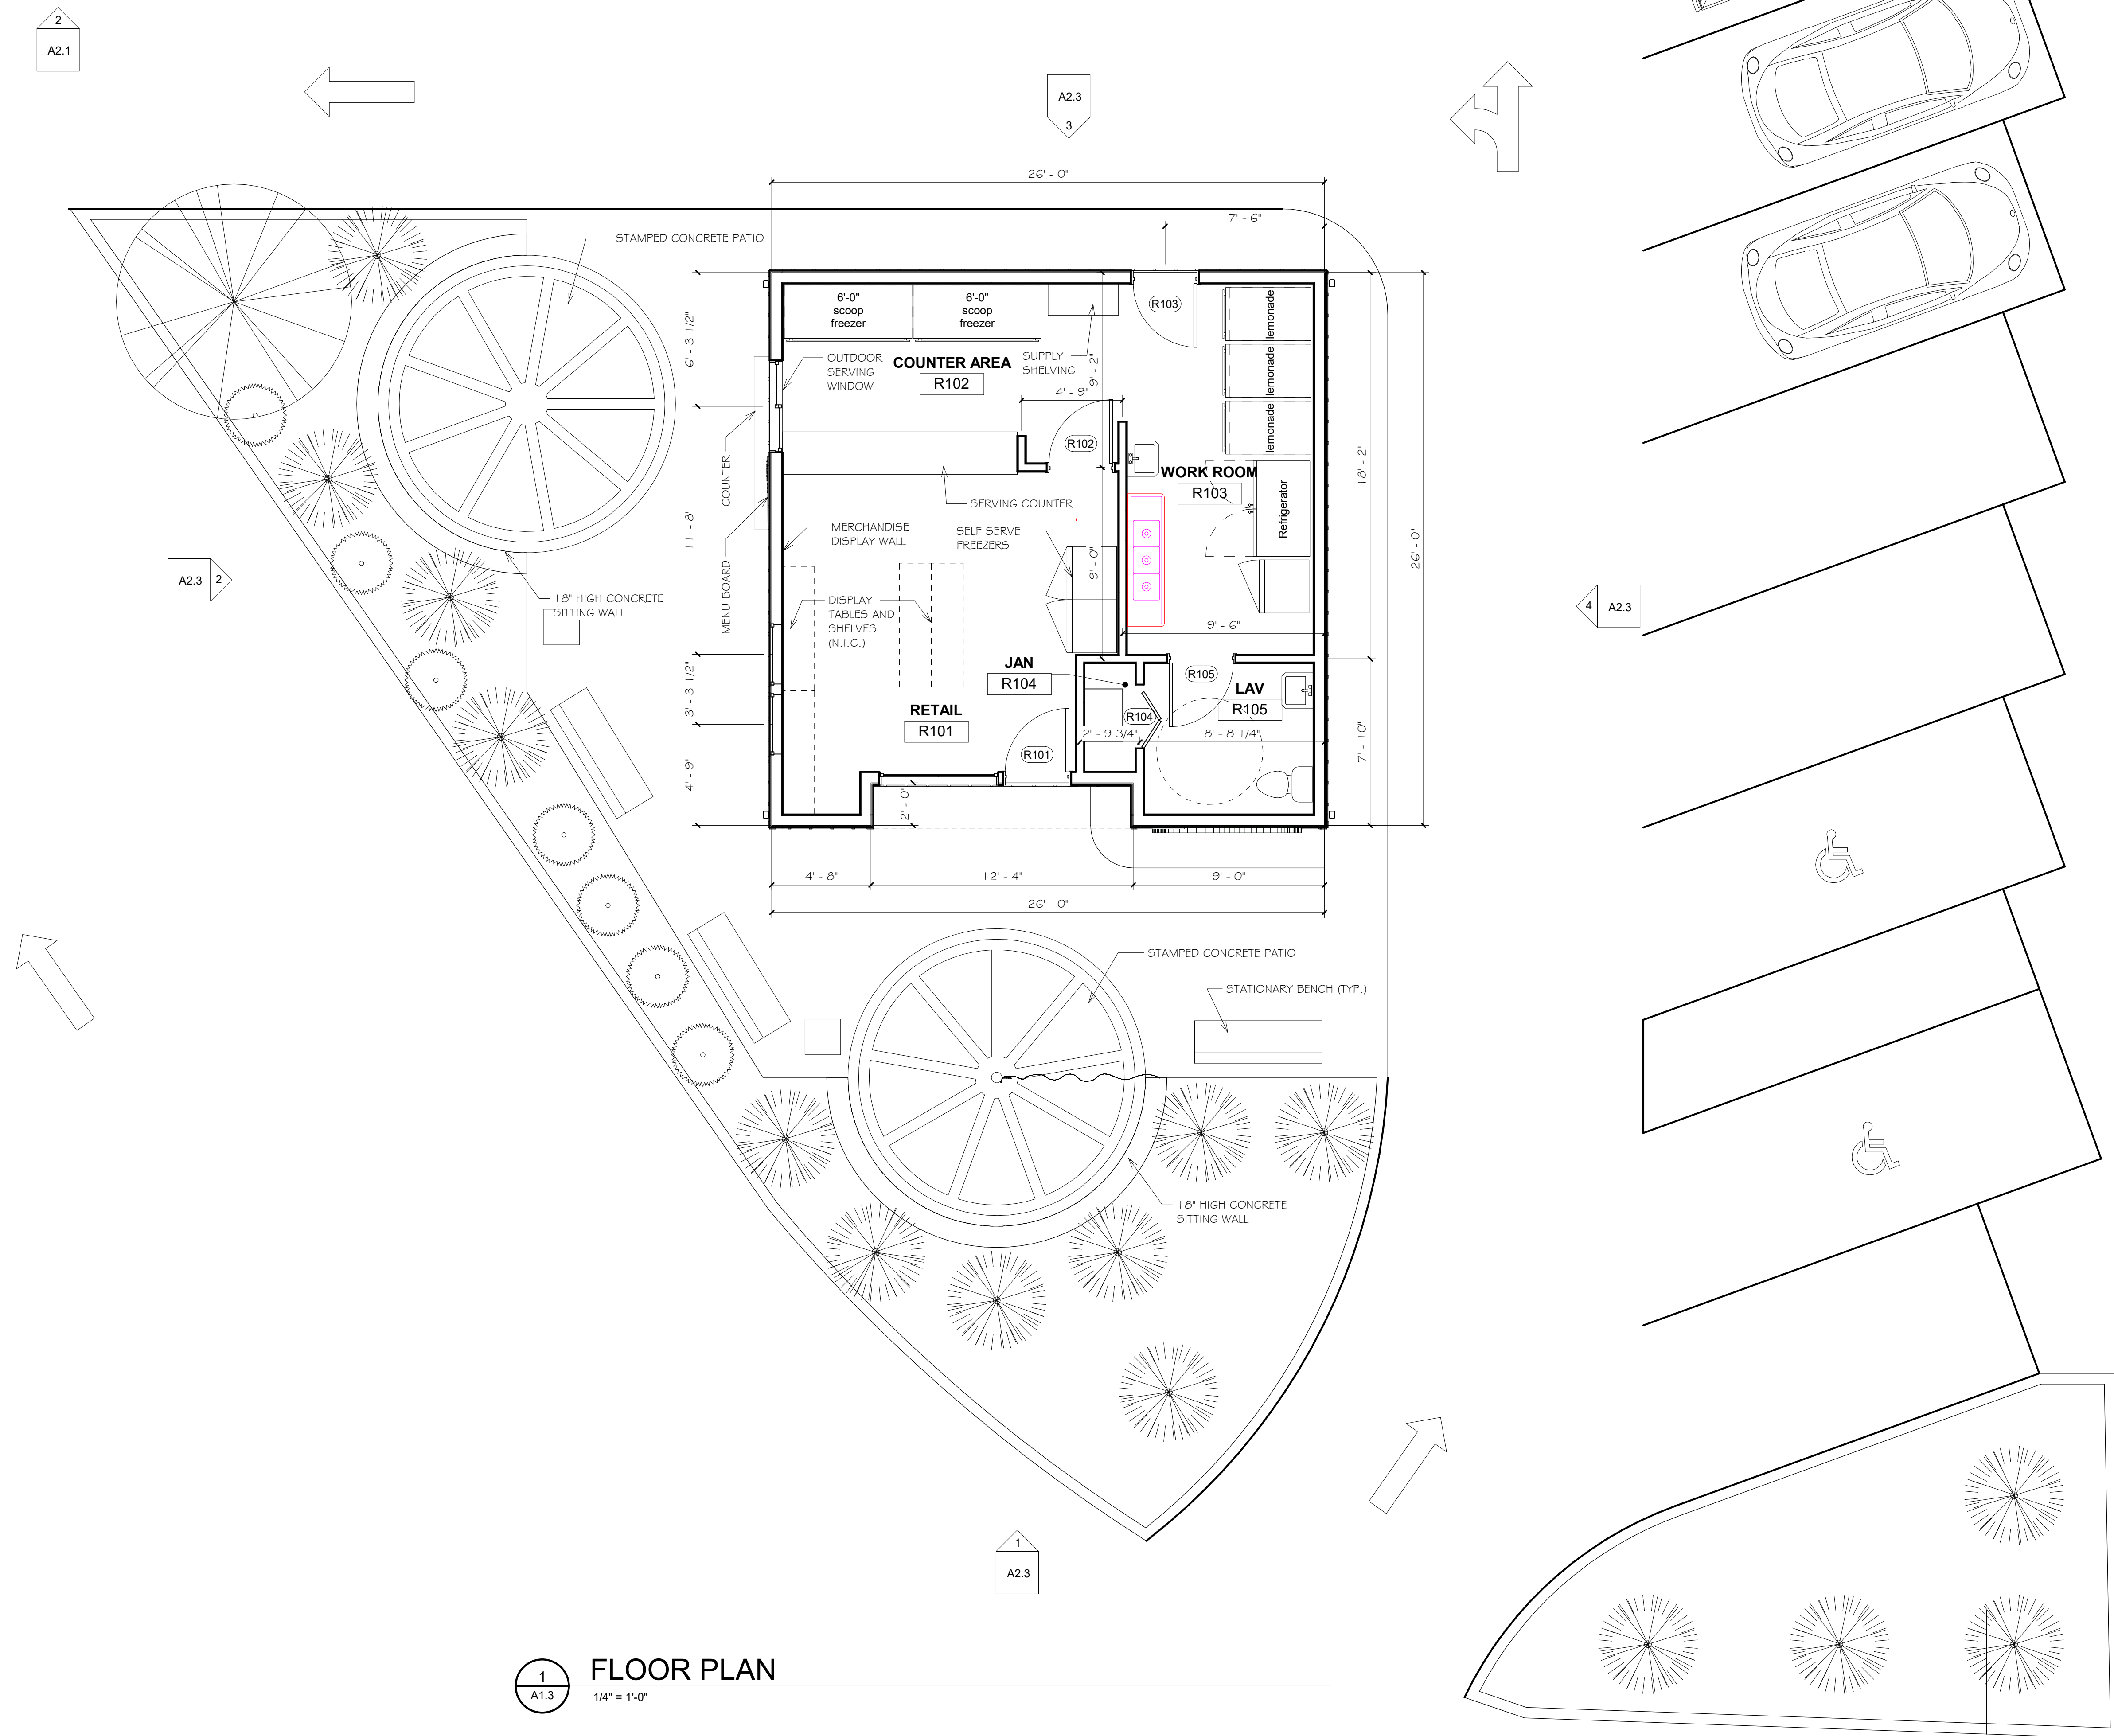 2
A2.1
A2.3
3
26' - 0"
7' - 6"
STAMPED CONCRETE PATIO
6'-0"
scoop
freezer
6'-0"
scoop
freezer
R103
lemonade
lemonade
lemonade
6' - 3 1/2"
OUTDOOR
SERVING
WINDOW
COUNTER AREA
R102
SUPPLY
SHELVING
9' - 2"
4' - 9"
R102
WORK ROOM
R103
Refrigerator
18' - 2"
26' - 0"
COUNTER
MENU BOARD
11' - 8"
SERVING COUNTER
MERCHANDISE
DISPLAY WALL
SELF SERVE
FREEZERS
9' - 0"
A2.3
2
18" HIGH CONCRETE
SITTING WALL
DISPLAY
TABLES AND
SHELVES
(N.I.C.)
9' - 6"
4
A2.3
3' - 3 1/2"
JAN
R104
R105
LAV
R105
RETAIL
R101
R104
2' - 9 3/4"
8' - 8 1/4"
R101
7' - 10"
4' - 9"
2' - 0"
4' - 8"
12' - 4"
9' - 0"
26' - 0"
STAMPED CONCRETE PATIO
STATIONARY BENCH (TYP.)
18" HIGH CONCRETE
SITTING WALL
1
A2.3
1
A1.3
FLOOR PLAN
1/4" = 1'-0"